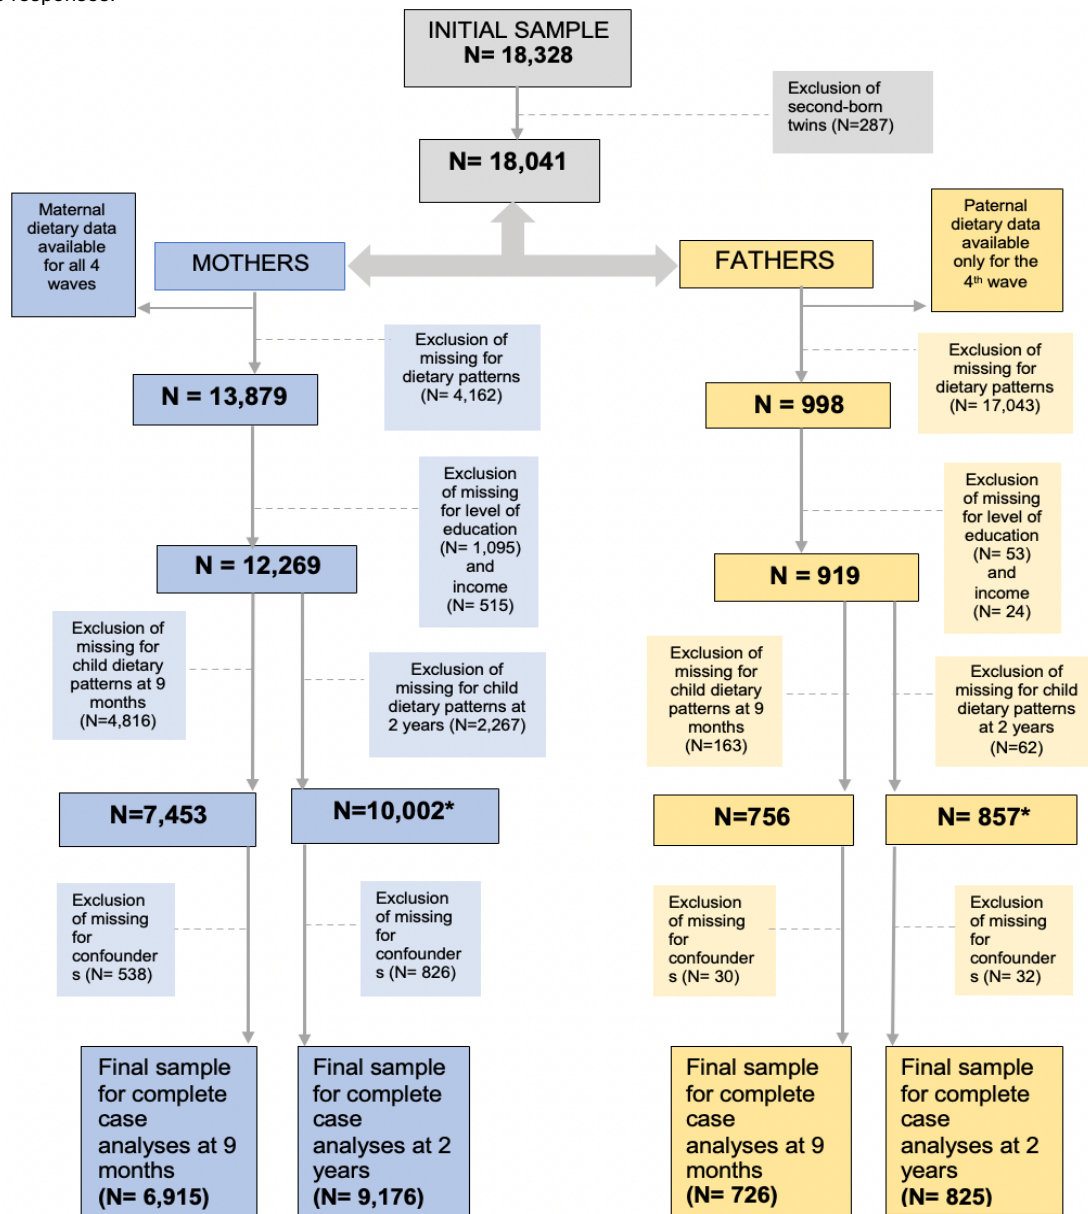 INITIAL SAMPLE
N= 18,328
Exclusion of
second-born
twins (N=287)
N= 18,041
Maternal
dietary data
available
for all 4
waves
MOTHERS
FATHERS
Paternal
dietary data
available
only for the
4th wave
Exclusion of
missing for
dietary patterns
(N= 4,162)
Exclusion of
missing for
dietary patterns
(N= 17,043)
N = 13,879
N = 998
Exclusion
of missing
for level of
education
(N= 1,095)
and
income
(N= 515)
Exclusion
of missing
for level of
education
(N= 53)
and
income
(N= 24)
N = 12,269
N = 919
Exclusion of
missing for
child dietary
patterns at 9
months
(N=4,816)
Exclusion of
missing for child
dietary patterns at
2 years (N=2,267)
Exclusion of
missing for
child dietary
patterns at 9
months
(N=163)
Exclusion of
missing for child
dietary patterns
at 2 years
(N=62)
N=7,453
N=10,002*
N=756
N= 857*
Exclusion
of missing
for
confounder
s (N= 538)
Exclusion
of missing
for
confounder
s (N= 826)
Exclusion
of missing
for
confounder
s (N= 30)
Exclusion
of missing
for
confounder
s (N= 32)
Final sample
for complete
case
analyses at 9
months
(N= 6,915)
Final sample
for complete
case
analyses at 2
years
(N= 9,176)
Final sample
for complete
case
analyses at 9
months
(N= 726)
Final sample
for complete
case
analyses at 2
years
(N= 825)